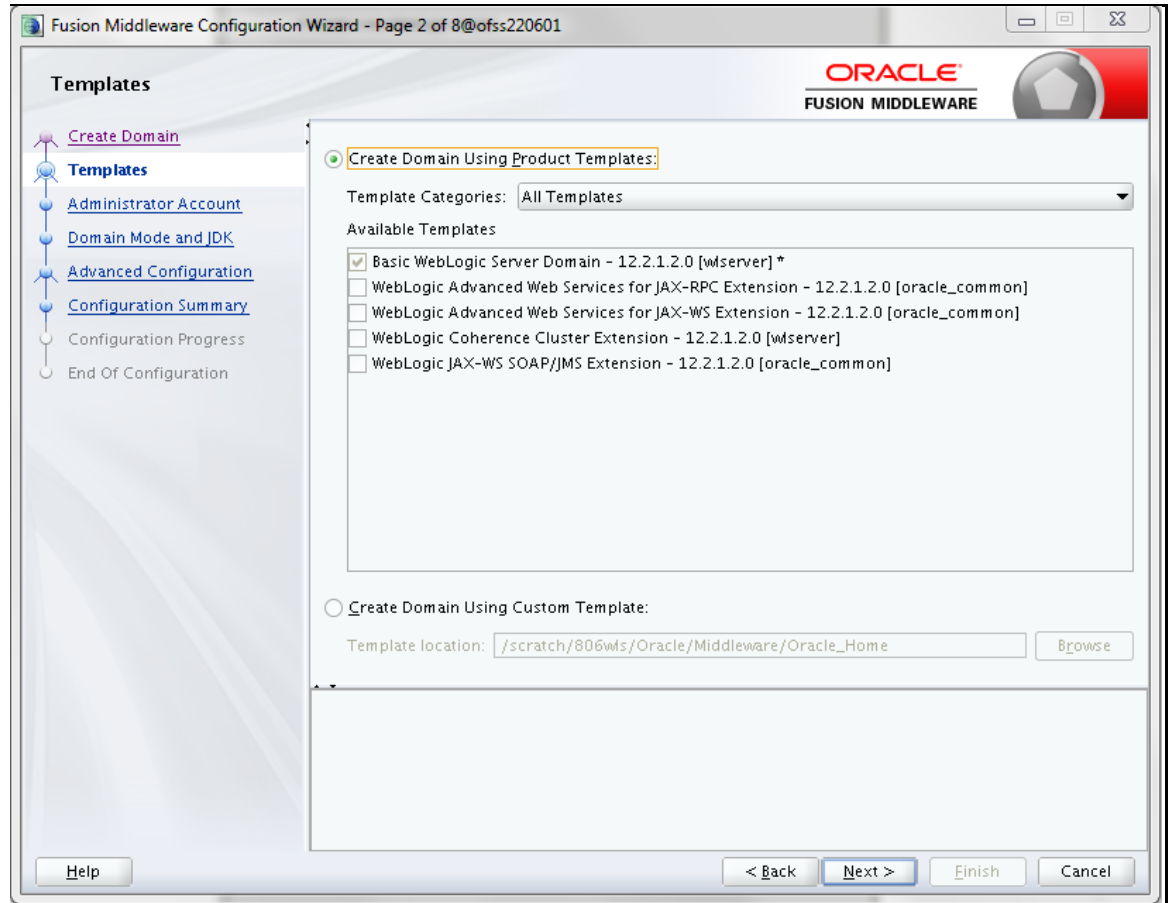 Fusion Middleware Configuration Wizard - Page 2 of 8@ofss220601
Templates
ORACLE
FUSION MIDDLEWARE
Create Domain
Templates
Administrator Account
Domain Mode and JDK
Advanced Configuration
Configuration Summary
Configuration Progress
End Of Configuration
Create Domain Using Product Templates:
Template Categories: All Templates
Available Templates
Basic WebLogic Server Domain - 12.2.1.2.0 [wlserver] *
WebLogic Advanced Web Services for JAX-RPC Extension - 12.2.1.2.0 [oracle_common]
WebLogic Advanced Web Services for JAX-WS Extension - 12.2.1.2.0 [oracle_common]
WebLogic Coherence Cluster Extension - 12.2.1.2.0 [wlserver]
WebLogic JAX-WS SOAP/JMS Extension - 12.2.1.2.0 [oracle_common]
Create Domain Using Custom Template:
Template location: /scratch/806wls/Oracle/Middleware/Oracle_Home Browse
Help < Back Next > Finish Cancel